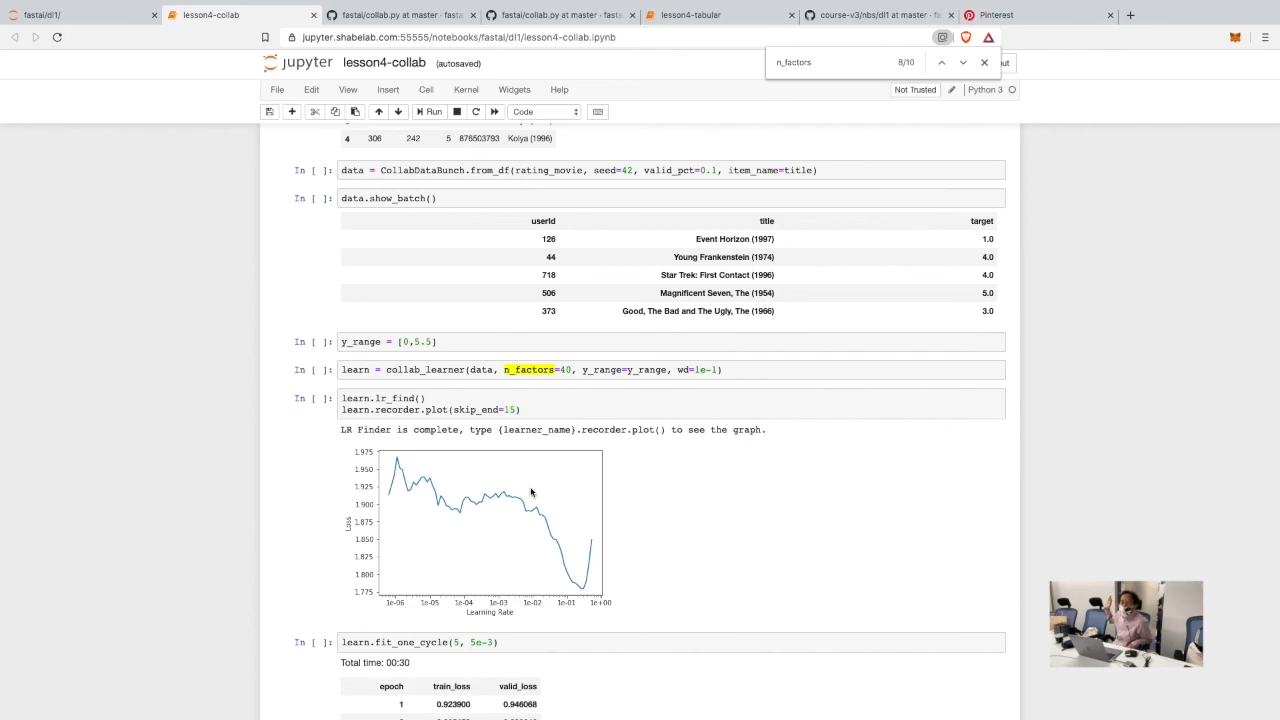 fastai/dl1/
lesson4-collab
fastai/collab.py at master · fasta
fastai/collab.py at master · fasta
lesson4-tabular
course-v3/nbs/dl1 at master · fas
Pinterest
jupyter.shabelab.com:55555/notebooks/fastai/dl1/lesson4-collab.ipynb
n_factors 8/10
jupyter lesson4-collab (autosaved)
File Edit View Insert Cell Kernel Widgets Help
Not Trusted Python 3
Run Code
4 306 242 5 876503793 Kolya (1996)
In [ ]: data = CollabDataBunch.from_df(rating_movie, seed=42, valid_pct=0.1, item_name=title)
In [ ]: data.show_batch()
userId title target
126 Event Horizon (1997) 1.0
44 Young Frankenstein (1974) 4.0
718 Star Trek: First Contact (1996) 4.0
506 Magnificent Seven, The (1954) 5.0
373 Good, The Bad and The Ugly, The (1966) 3.0
In [ ]: y_range = [0,5.5]
In [ ]: learn = collab_learner(data, n_factors=40, y_range=y_range, wd=1e-1)
In [ ]: learn.lr_find()
learn.recorder.plot(skip_end=15)
LR Finder is complete, type {learner_name}.recorder.plot() to see the graph.
1.975
1.950
1.925
1.900
1.875
1.850
1.825
1.800
1.775
Loss
1e-06 1e-05 1e-04 1e-03 1e-02 1e-01 1e+00
Learning Rate
In [ ]: learn.fit_one_cycle(5, 5e-3)
Total time: 00:30
epoch train_loss valid_loss
1 0.923900 0.946068